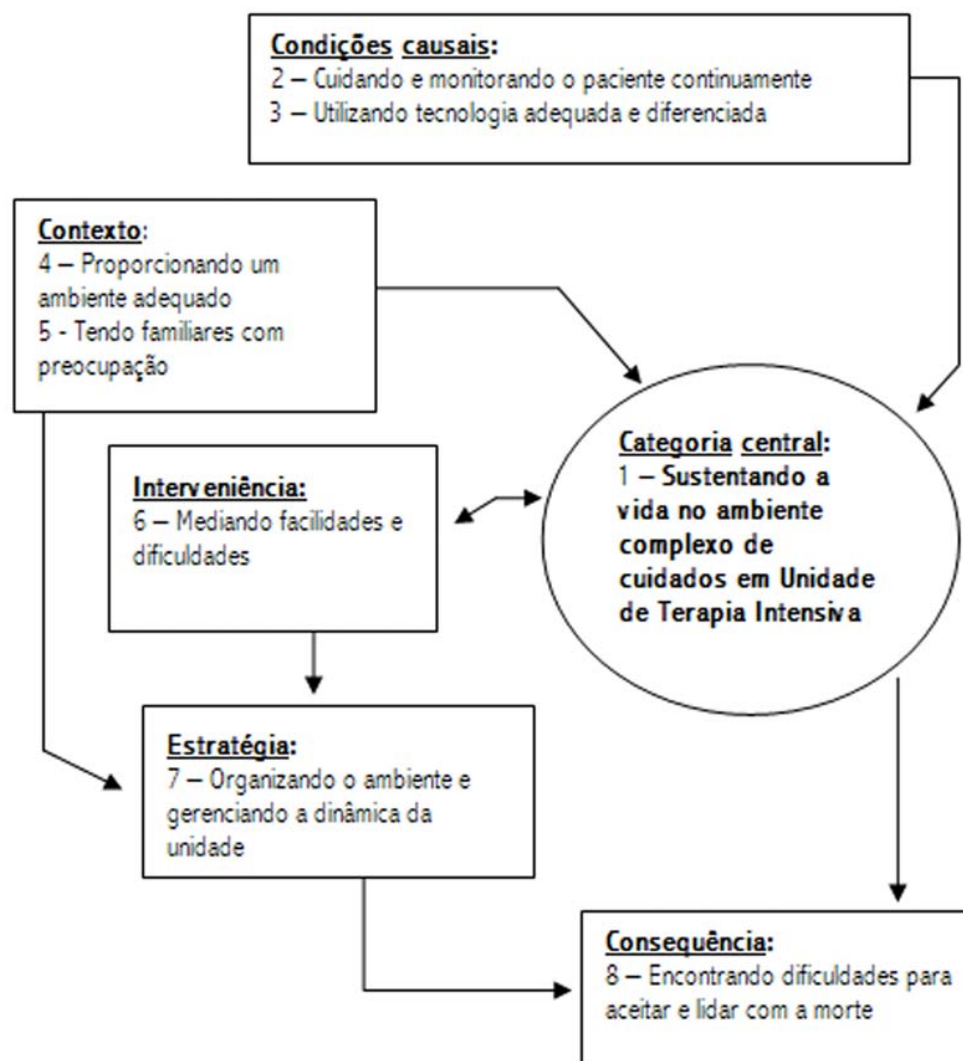 Condições causais:
2 – Cuidando e monitorando o paciente continuamente
3 – Utilizando tecnologia adequada e diferenciada
Contexto:
4 – Proporcionando um
ambiente adequado
5 - Tendo familiares com
preocupação
Categoria central:
1 – Sustentando a
vida no ambiente
complexo de
cuidados em Unidade
de Terapia Intensiva
Interveniência:
6 – Mediando facilidades e
dificuldades
Estratégia:
7 – Organizando o ambiente e
gerenciando a dinâmica da
unidade
Consequência:
8 – Encontrando dificuldades para
aceitar e lidar com a morte